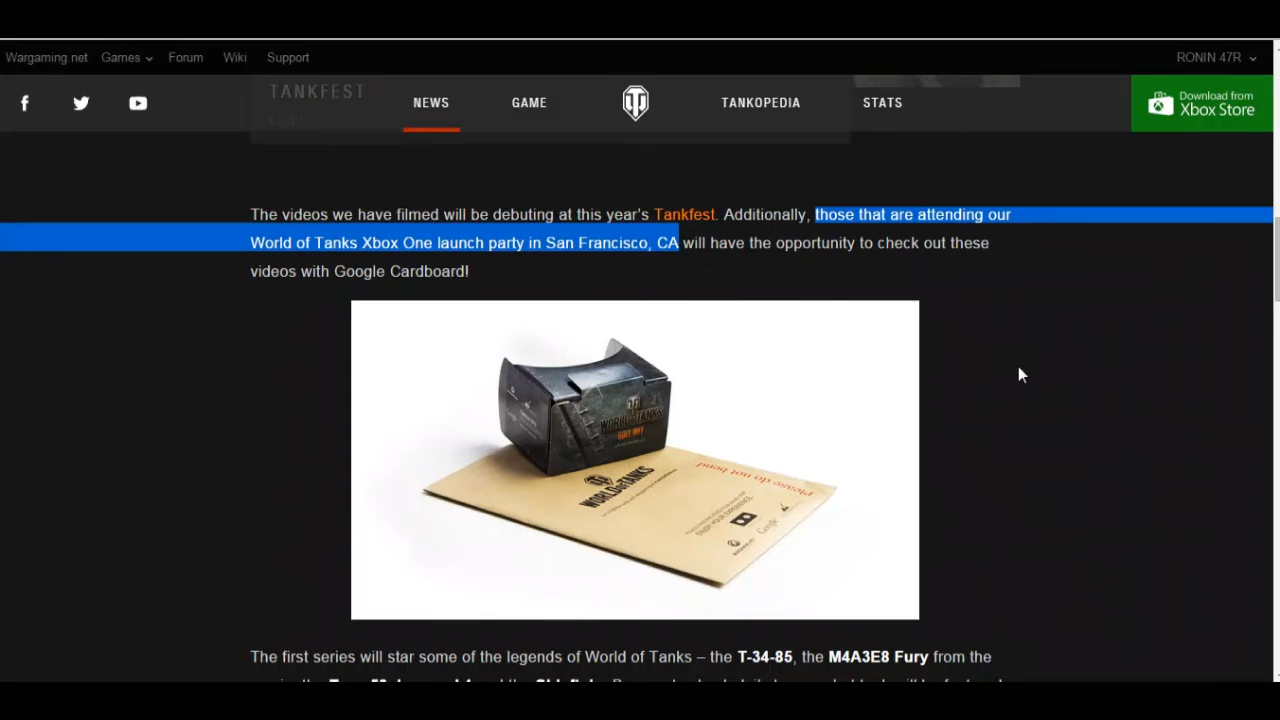 Wargaming.net Games Forum Wiki Support RONIN 47R
TANKFEST
NEWS GAME TANKOPEDIA STATS
Download from
Xbox Store
The videos we have filmed will be debuting at this year's Tankfest. Additionally, those that are attending our
World of Tanks Xbox One launch party in San Francisco, CA will have the opportunity to check out these
videos with Google Cardboard!
WORLD OF TANKS
WORLD OF TANKS
Please do not bend
ENJOY YOUR EXPERIENCE
Google
The first series will star some of the legends of World of Tanks – the T-34-85, the M4A3E8 Fury from the